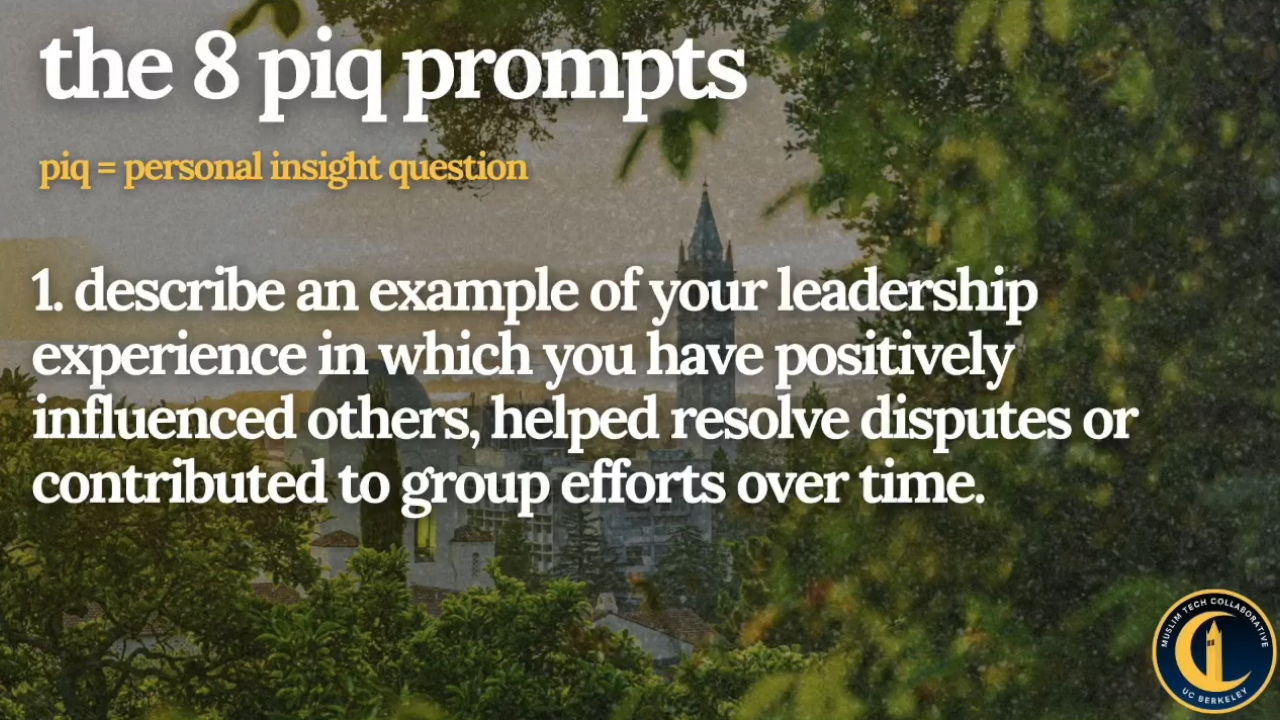 the 8 piq prompts
piq = personal insight question
1. describe an example of your leadership
experience in which you have positively
influenced others, helped resolve disputes or
contributed to group efforts over time.
MUSLIM TECH COLLABORATIVE
UC BERKELEY